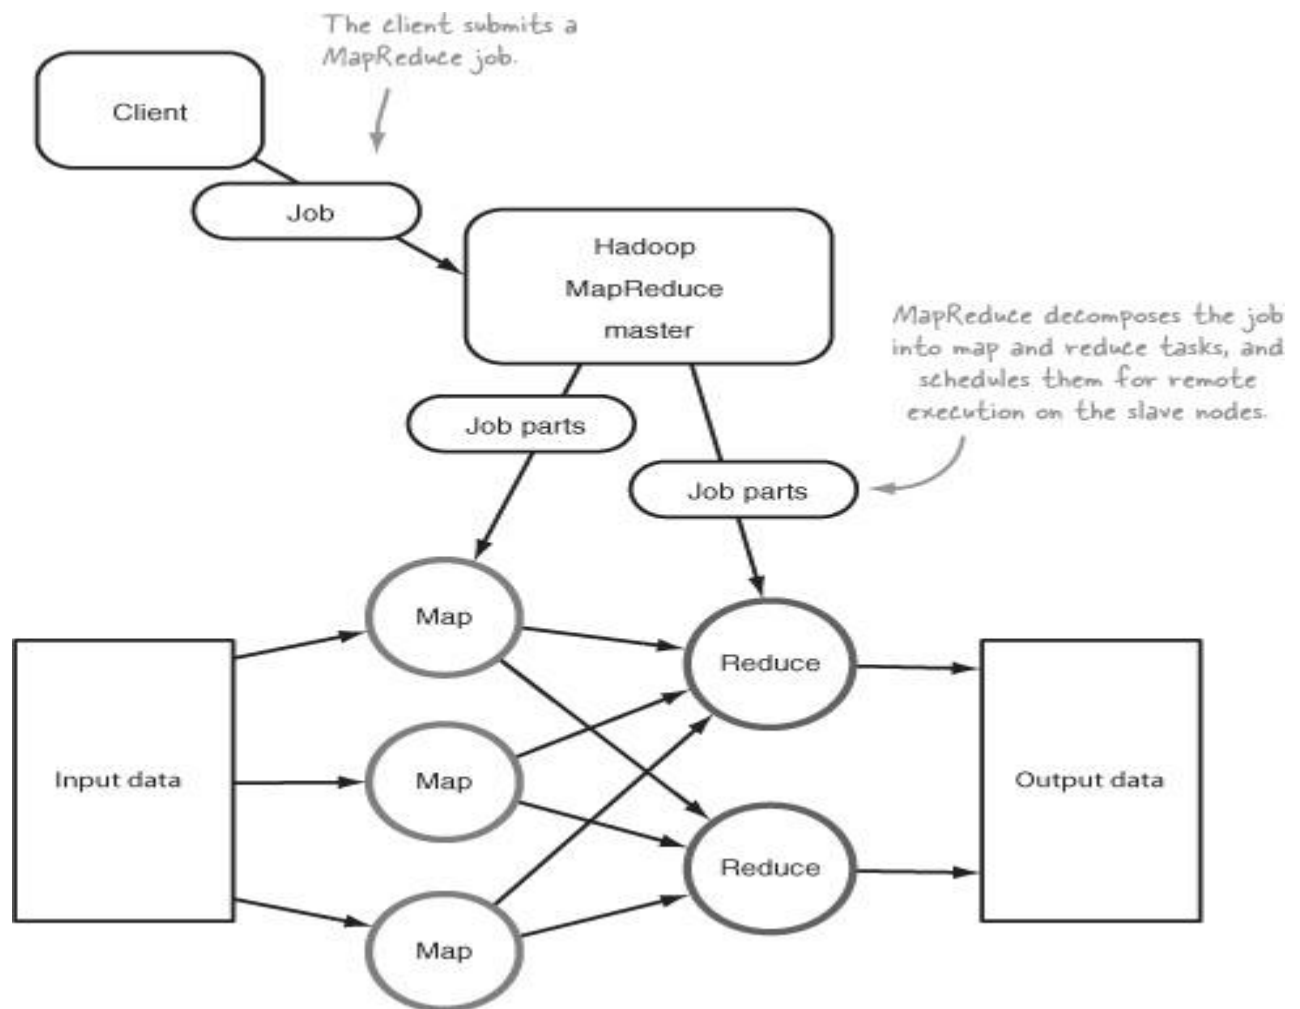 The client submits a
MapReduce job.
Client
Job
Hadoop
MapReduce
master
MapReduce decomposes the job
into map and reduce tasks, and
schedules them for remote
execution on the slave nodes.
Job parts
Job parts
Map
Reduce
Input data
Map
Output data
Reduce
Map